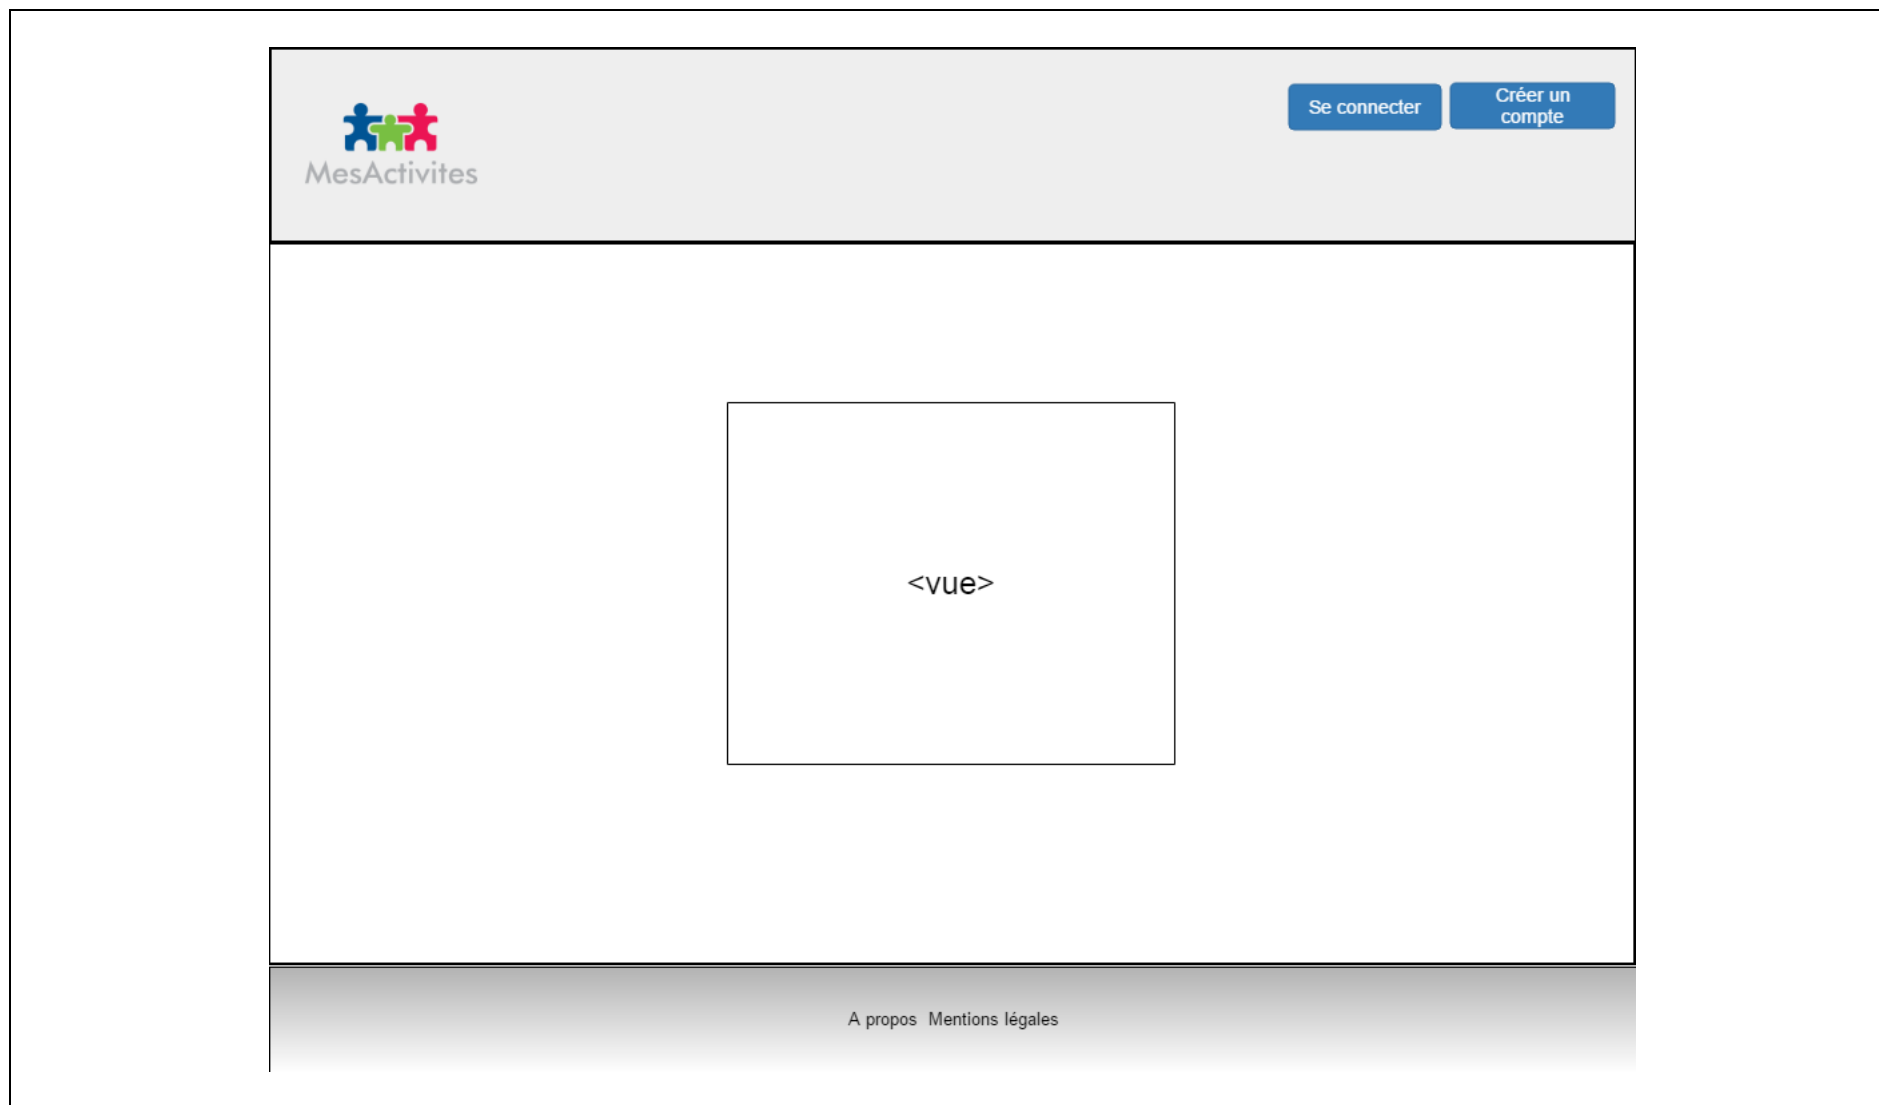 MesActivites
Se connecter
Créer un
compte
<vue>
A propos Mentions légales